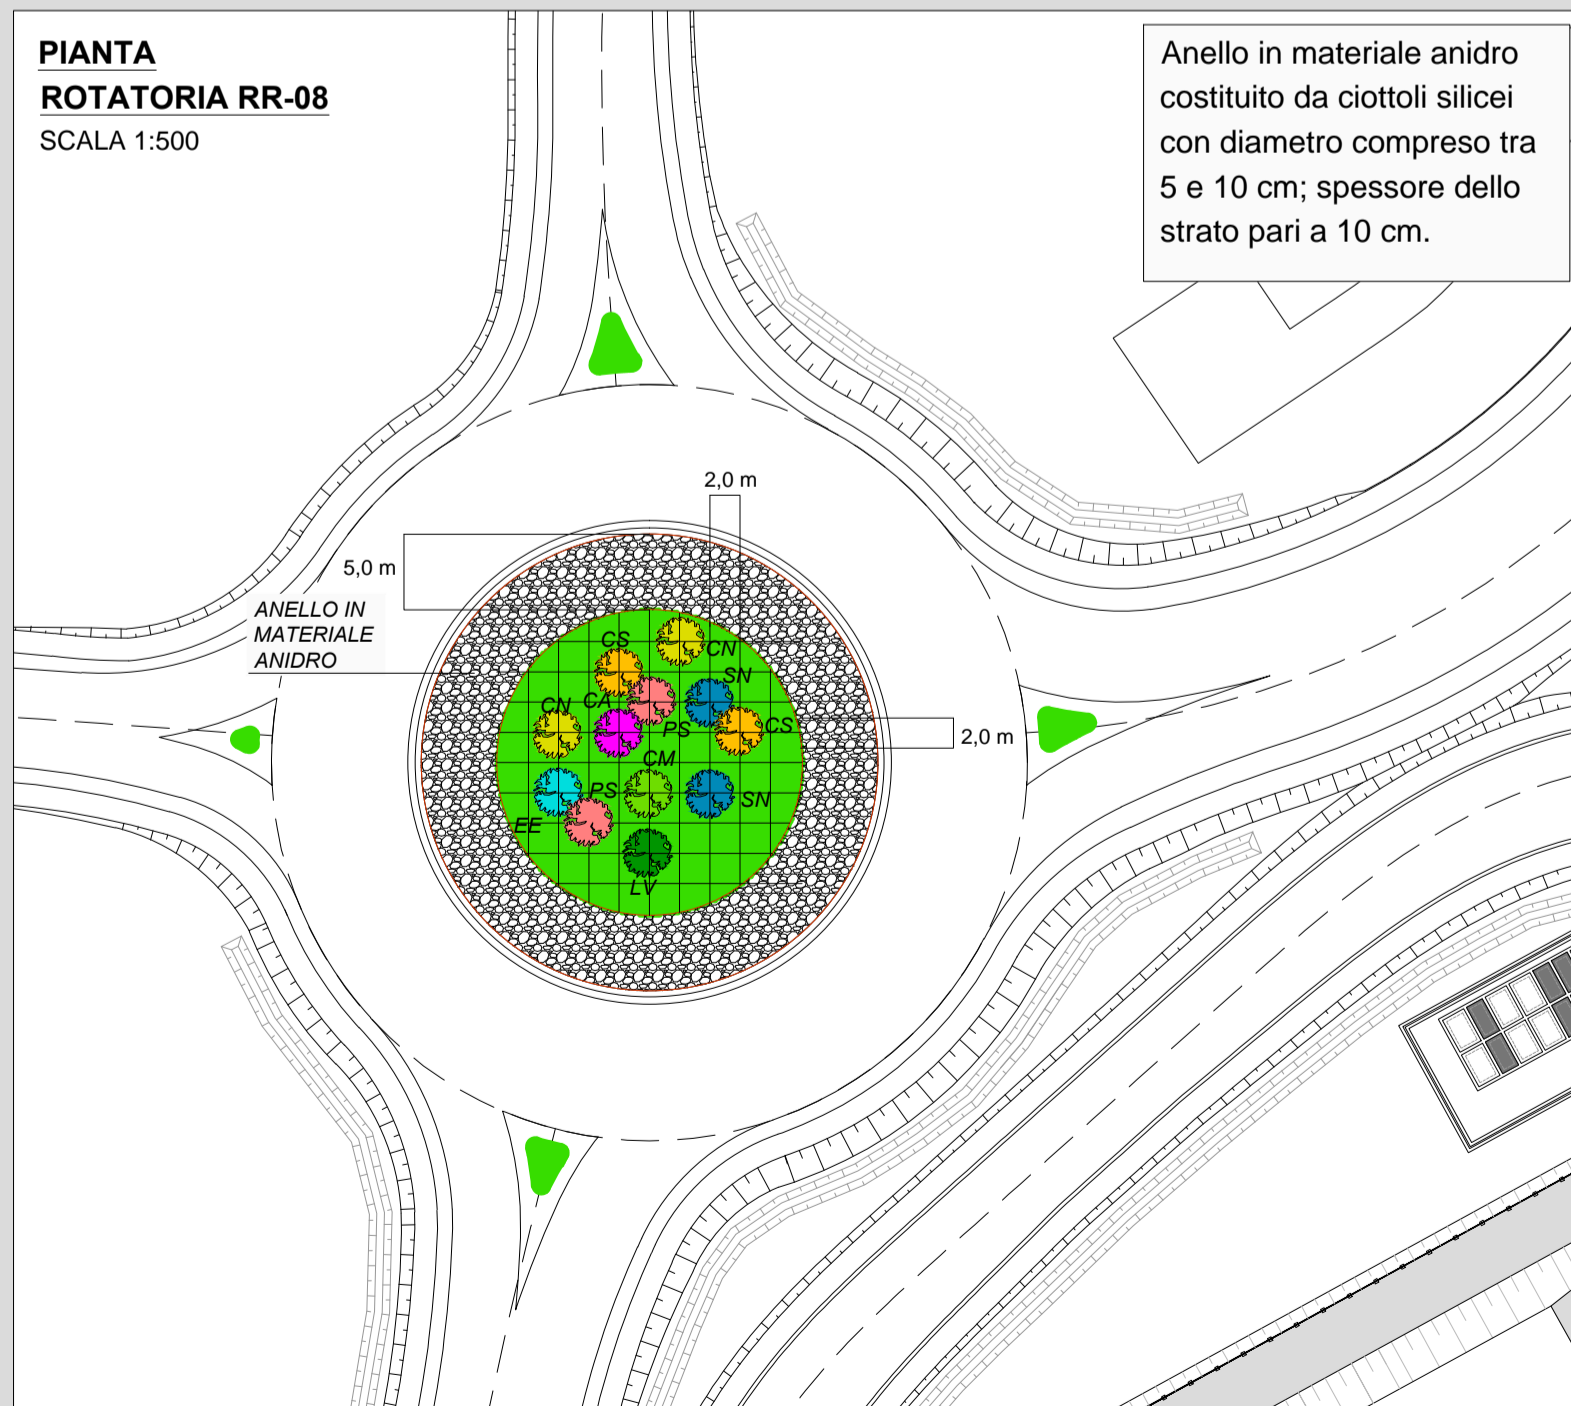 PIANTA
ROTATORIA RR-08
SCALA 1:500
Anello in materiale anidro
costituito da ciottoli silicei
con diametro compreso tra
5 e 10 cm; spessore dello
strato pari a 10 cm.
2,0 m
5,0 m
ANELLO IN
MATERIALE
ANIDRO
CS
CN
SN
CN
CA
PS
CS
2,0 m
CM
PS
SN
EE
LV